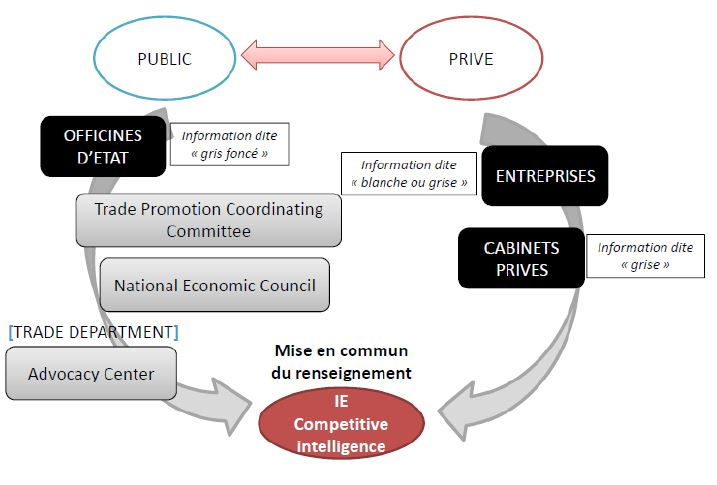 PUBLIC
PRIVE
OFFICINES
D'ETAT
Information dite
« gris foncé »
Information dite
« blanche ou grise »
ENTREPRISES
Trade Promotion Coordinating
Committee
CABINETS
PRIVES
Information dite
« grise »
National Economic Council
[TRADE DEPARTMENT]
Advocacy Center
Mise en commun
du renseignement
IE
Competitive
intelligence